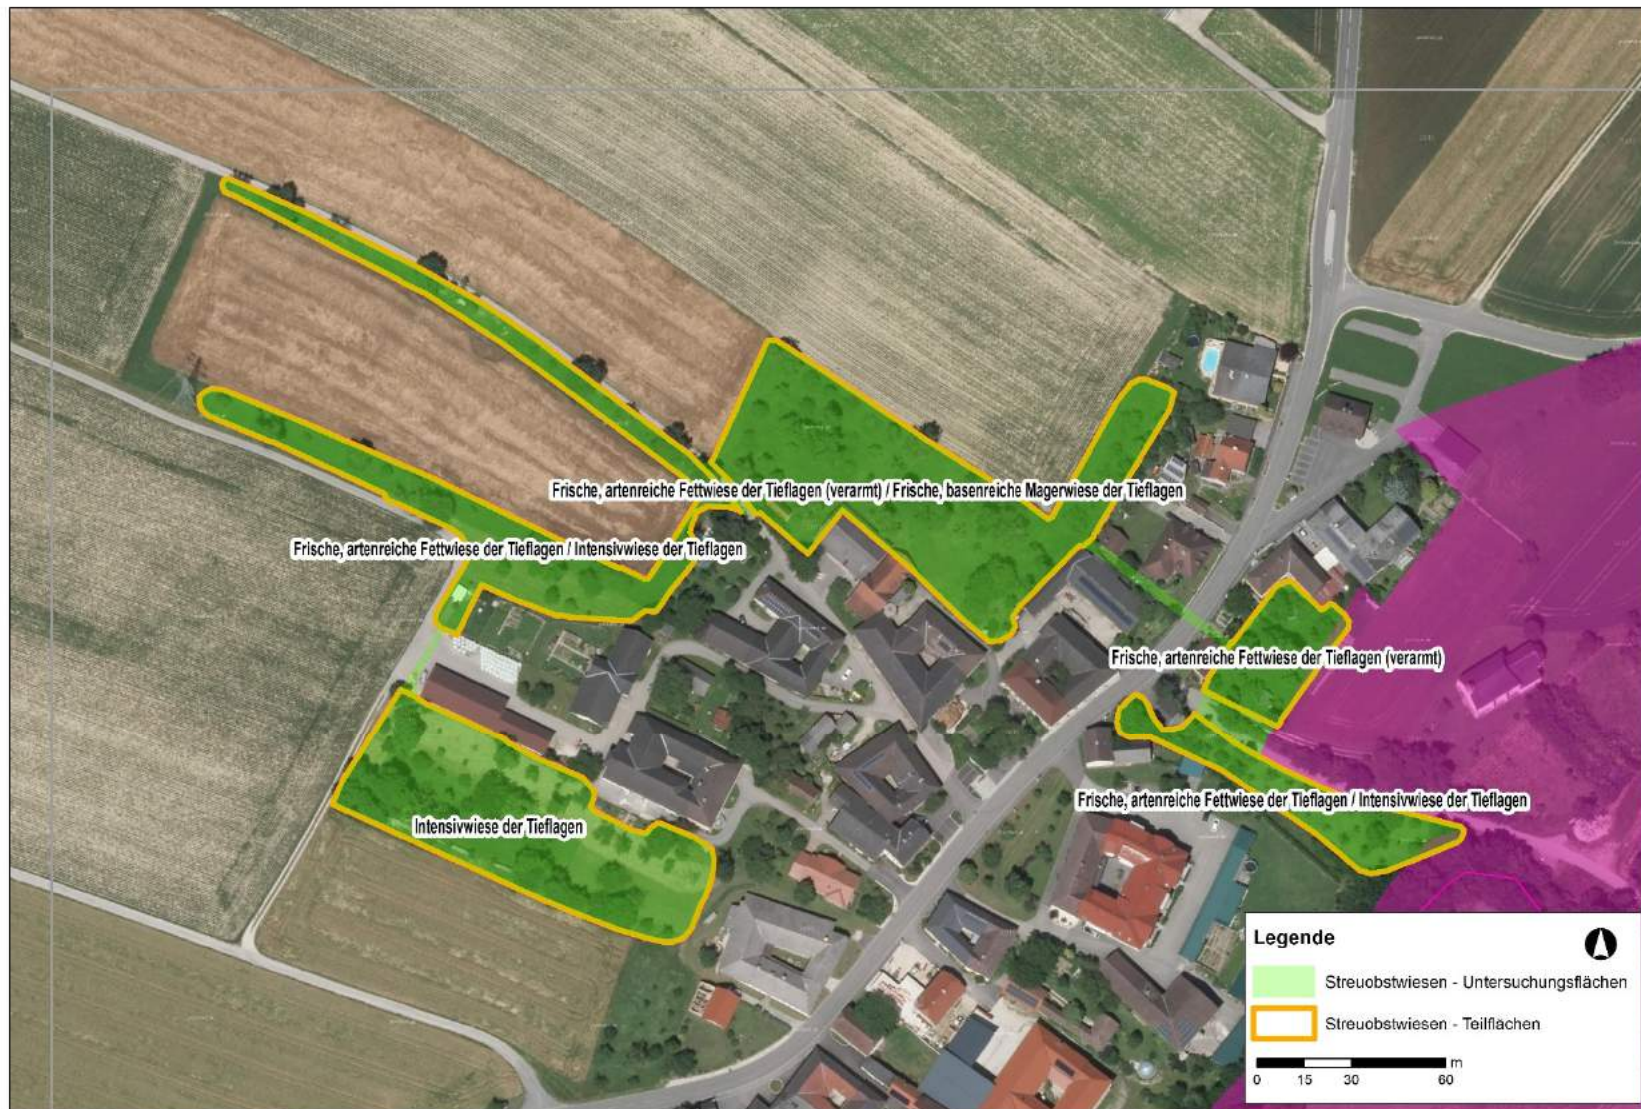 Frische, artenreiche Fettwiese der Tieflagen (verarmt) / Frische, basenreiche Magerwiese der Tieflagen
Frische, artenreiche Fettwiese der Tieflagen / Intensivwiese der Tieflagen
Frische, artenreiche Fettwiese der Tieflagen (verarmt)
Frische, artenreiche Fettwiese der Tieflagen / Intensivwiese der Tieflagen
Intensivwiese der Tieflagen
Legende
Streuobstwiesen - Untersuchungsflächen
Streuobstwiesen - Teilflächen
m
0 15 30 60